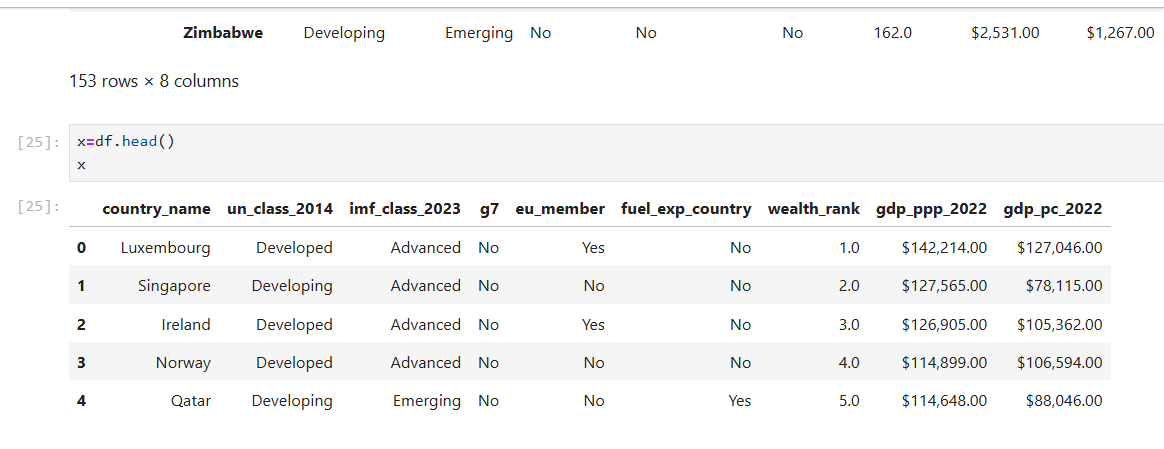 Zimbabwe Developing Emerging No No No 162.0 $2,531.00 $1,267.00
153 rows × 8 columns
[25]: x=df.head()
x
[25]: country_name un_class_2014 imf_class_2023 g7 eu_member fuel_exp_country wealth_rank gdp_ppp_2022 gdp_pc_2022
0 Luxembourg Developed Advanced No Yes No 1.0 $142,214.00 $127,046.00
1 Singapore Developing Advanced No No No 2.0 $127,565.00 $78,115.00
2 Ireland Developed Advanced No Yes No 3.0 $126,905.00 $105,362.00
3 Norway Developed Advanced No No No 4.0 $114,899.00 $106,594.00
4 Qatar Developing Emerging No No Yes 5.0 $114,648.00 $88,046.00